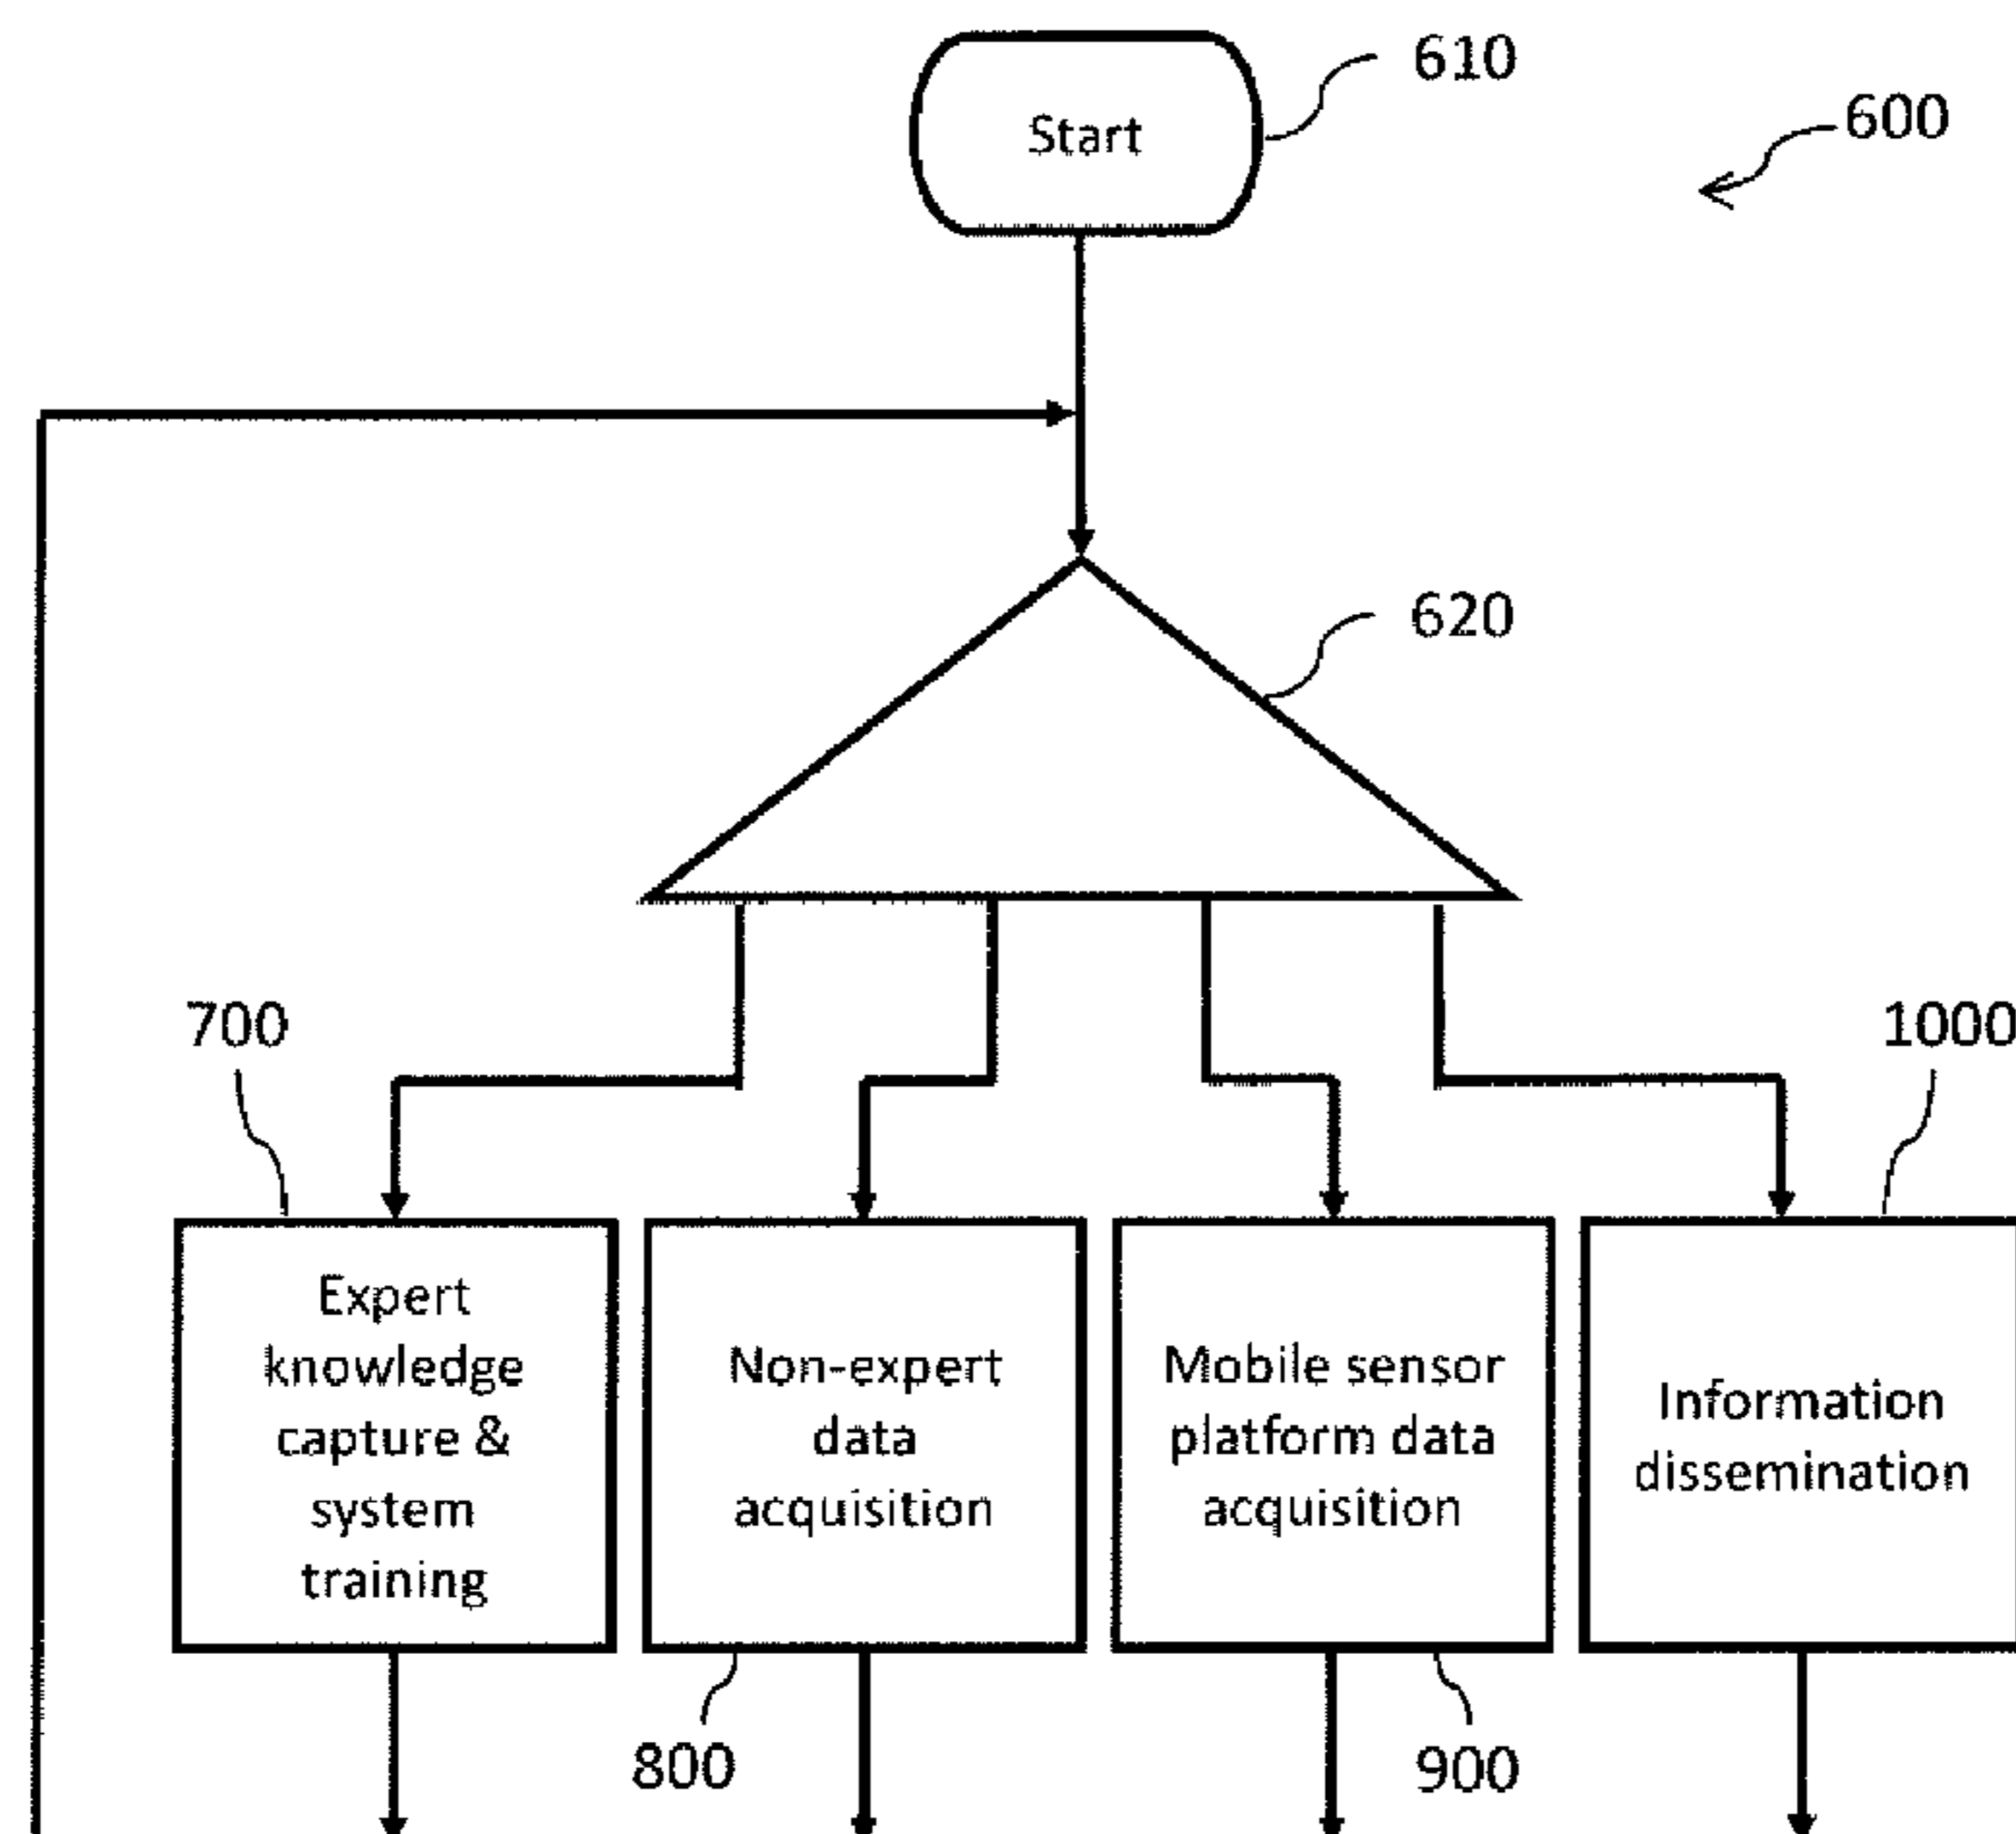 610
Start
600
620
700
1000
Expert
knowledge
capture &
system
training
Non-expert
data
acquisition
Mobile sensor
platform data
acquisition
Information
dissemination
800
900